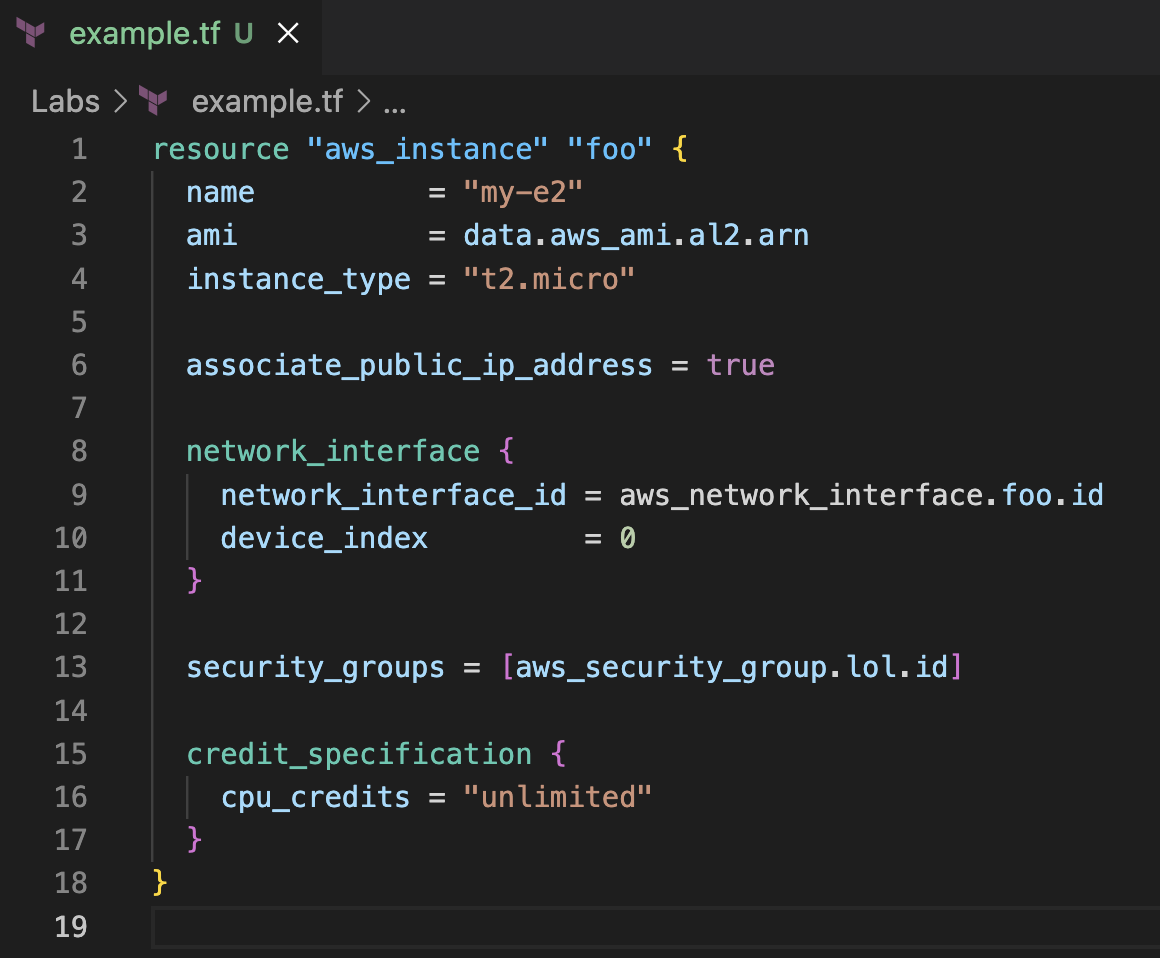 example.tf U ×
Labs > example.tf > ...
1 resource "aws_instance" "foo" {
2   name          = "my-e2"
3   ami           = data.aws_ami.al2.arn
4   instance_type = "t2.micro"
5
6   associate_public_ip_address = true
7
8   network_interface {
9     network_interface_id = aws_network_interface.foo.id
10     device_index         = 0
11   }
12
13   security_groups = [aws_security_group.lol.id]
14
15   credit_specification {
16     cpu_credits = "unlimited"
17   }
18 }
19